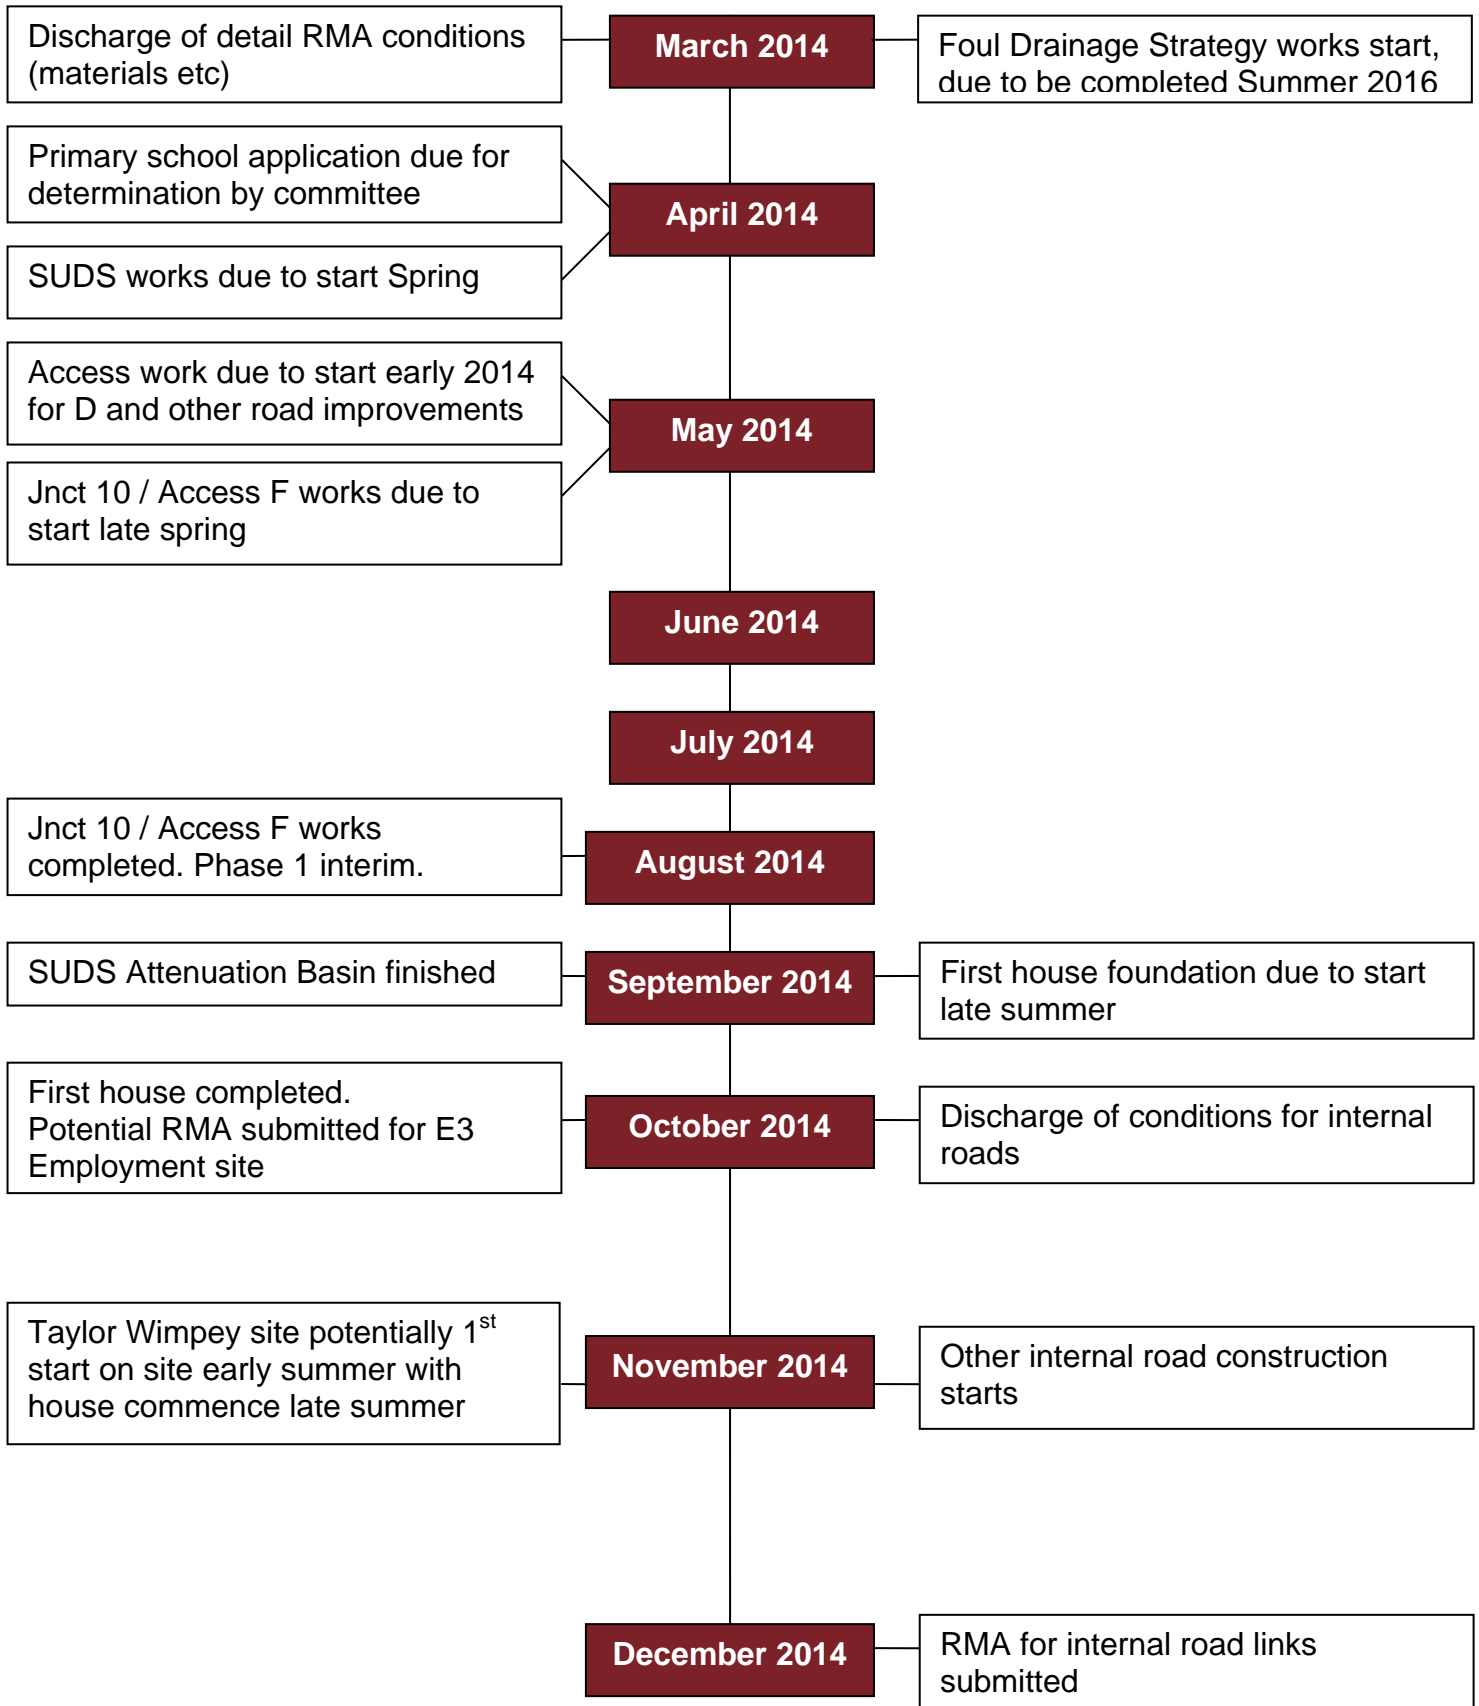 Discharge of detail RMA conditions
(materials etc)
March 2014
Foul Drainage Strategy works start,
due to be completed Summer 2016
Primary school application due for
determination by committee
April 2014
SUDS works due to start Spring
Access work due to start early 2014
for D and other road improvements
May 2014
Jnct 10 / Access F works due to
start late spring
June 2014
July 2014
Jnct 10 / Access F works
completed. Phase 1 interim.
August 2014
SUDS Attenuation Basin finished
September 2014
First house foundation due to start
late summer
First house completed.
Potential RMA submitted for E3
Employment site
October 2014
Discharge of conditions for internal
roads
Taylor Wimpey site potentially 1st
start on site early summer with
house commence late summer
November 2014
Other internal road construction
starts
December 2014
RMA for internal road links
submitted